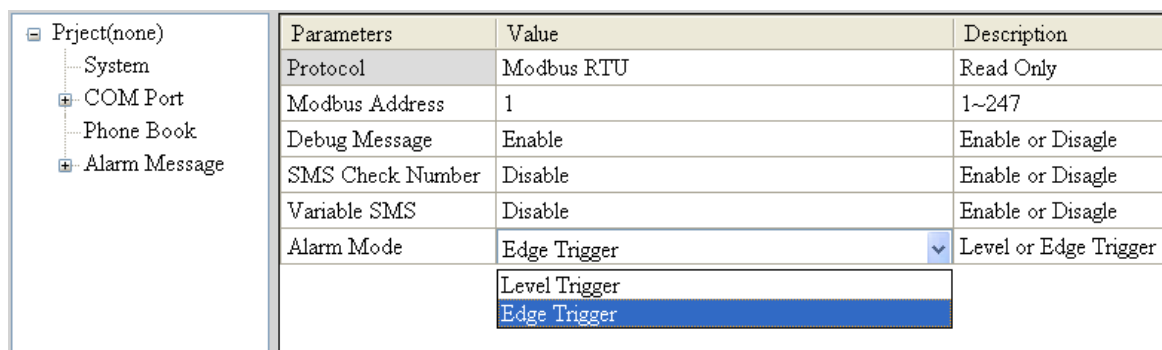 Prject(none)
System
COM Port
Phone Book
Alarm Message
Parameters Value Description
Protocol Modbus RTU Read Only
Modbus Address 1 1~247
Debug Message Enable Enable or Disagle
SMS Check Number Disable Enable or Disagle
Variable SMS Disable Enable or Disagle
Alarm Mode Edge Trigger Level or Edge Trigger
Level Trigger
Edge Trigger